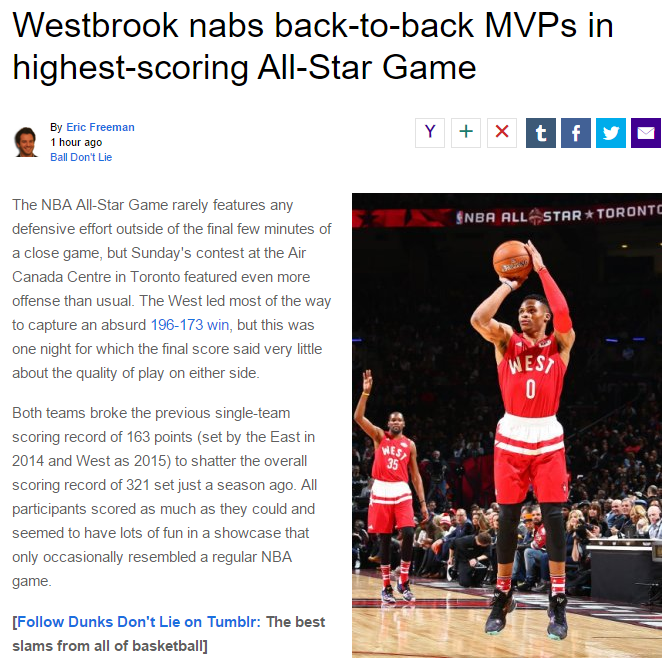 Westbrook nabs back-to-back MVPs in
highest-scoring All-Star Game
By Eric Freeman
1 hour ago
Ball Don't Lie
Y + × t f
The NBA All-Star Game rarely features any
defensive effort outside of the final few minutes of
a close game, but Sunday's contest at the Air
Canada Centre in Toronto featured even more
offense than usual. The West led most of the way
to capture an absurd 196-173 win, but this was
one night for which the final score said very little
about the quality of play on either side.
Both teams broke the previous single-team
scoring record of 163 points (set by the East in
2014 and West as 2015) to shatter the overall
scoring record of 321 set just a season ago. All
participants scored as much as they could and
seemed to have lots of fun in a showcase that
only occasionally resembled a regular NBA
game.
[Follow Dunks Don't Lie on Tumblr: The best
slams from all of basketball]
NBA ALL STAR★TORONTO
WEST
0
WEST
35